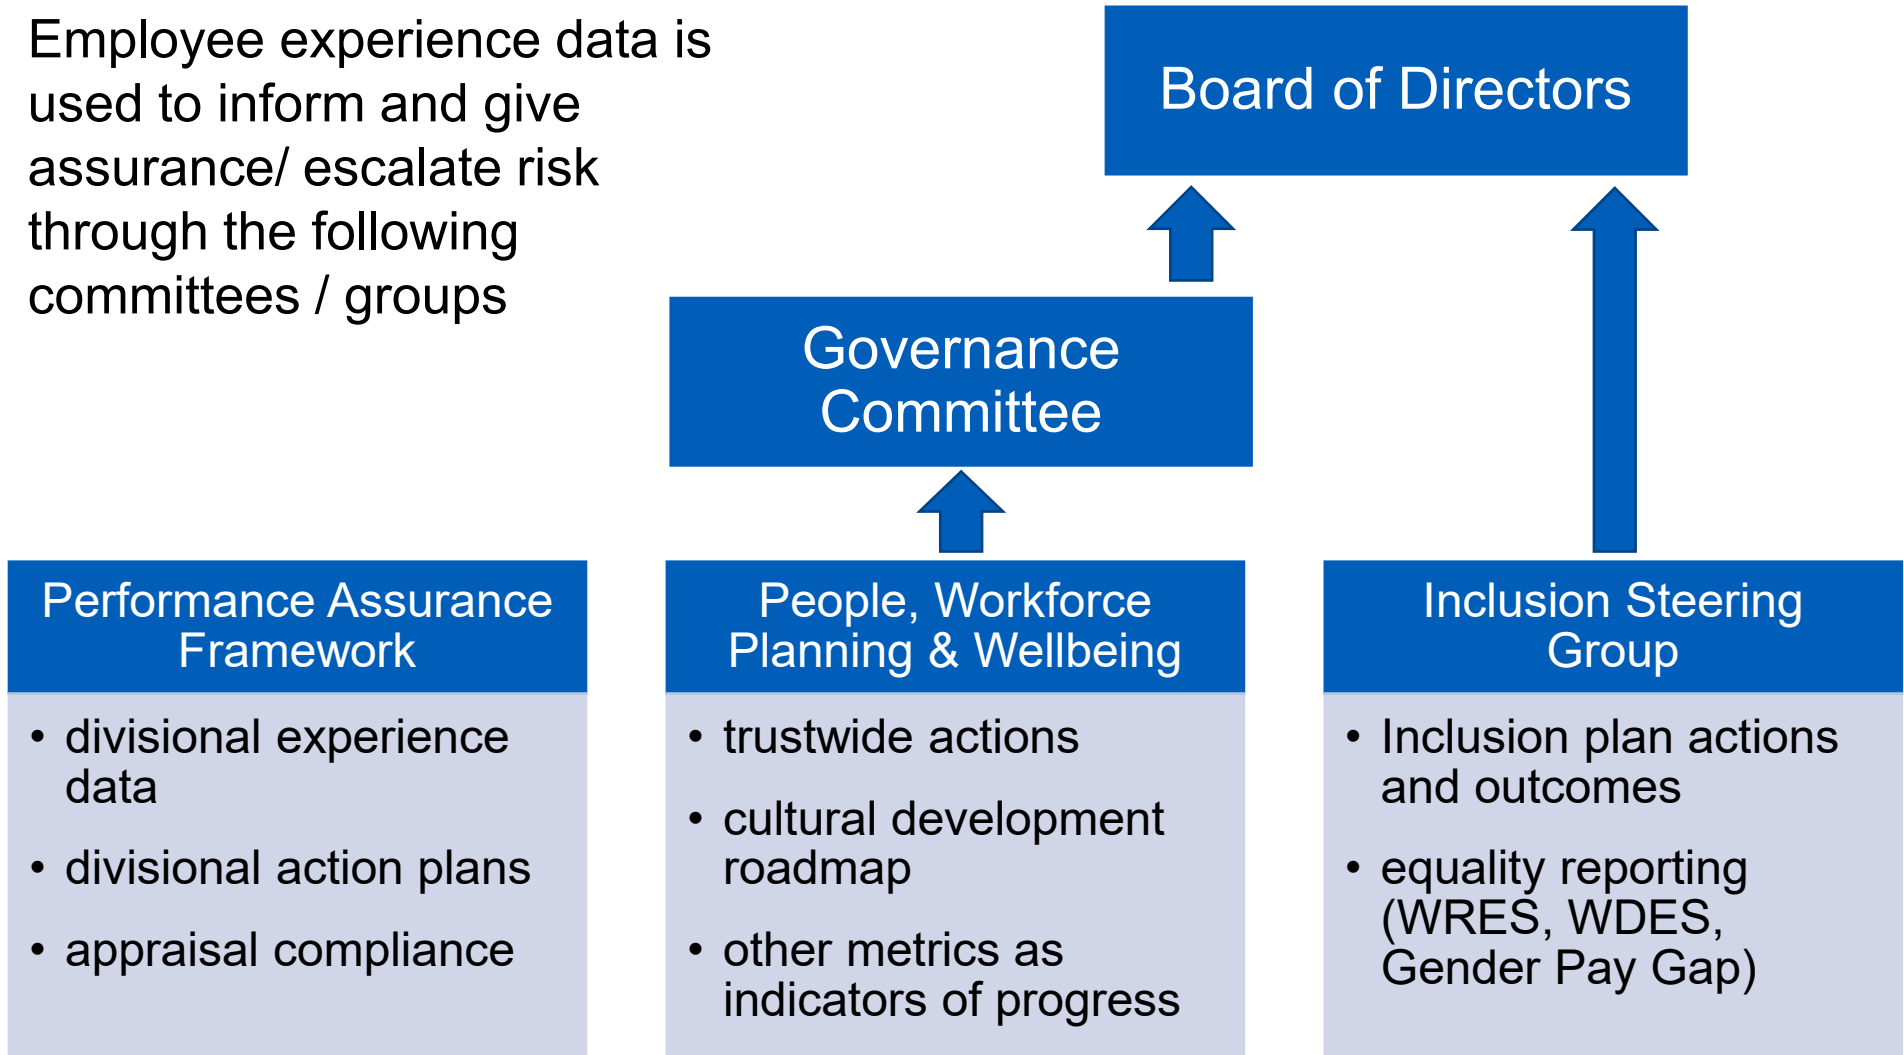 Employee experience data is
used to inform and give
assurance/ escalate risk
through the following
committees / groups
Board of Directors
Governance
Committee
Performance Assurance
Framework
• divisional experience
data
• divisional action plans
• appraisal compliance
People, Workforce
Planning & Wellbeing
• trustwide actions
• cultural development
roadmap
• other metrics as
indicators of progress
Inclusion Steering
Group
• Inclusion plan actions
and outcomes
• equality reporting
(WRES, WDES,
Gender Pay Gap)